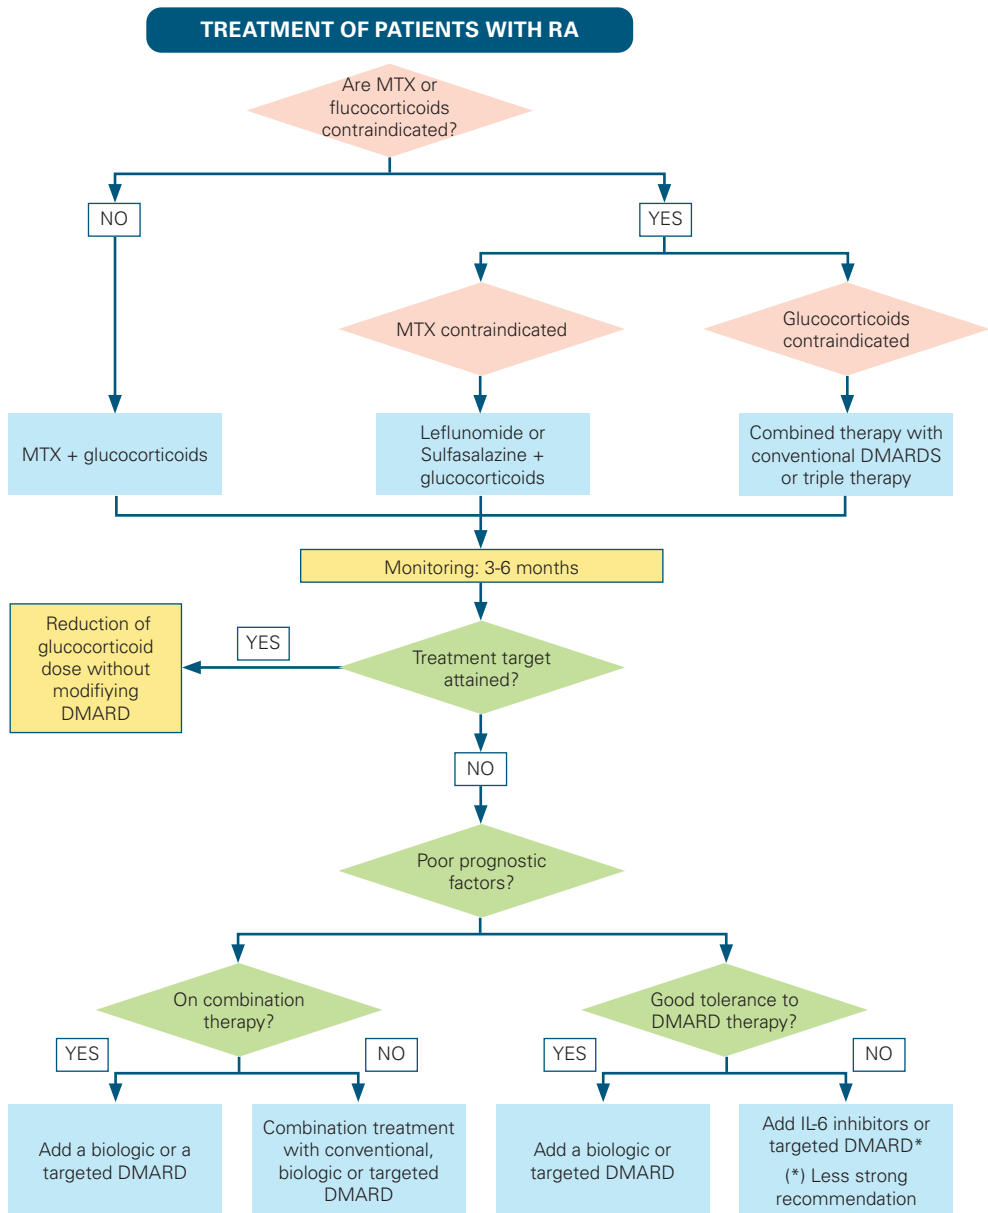 TREATMENT OF PATIENTS WITH RA
Are MTX or
flucocorticoids
contraindicated?
NO
YES
MTX contraindicated
Glucocorticoids
contraindicated
MTX + glucocorticoids
Leflunomide or
Sulfasalazine +
glucocorticoids
Combined therapy with
conventional DMARDS
or triple therapy
Monitoring: 3-6 months
Reduction of
glucocorticoid
dose without
modifiying
DMARD
YES
Treatment target
attained?
NO
Poor prognostic
factors?
On combination
therapy?
Good tolerance to
DMARD therapy?
YES
NO
YES
NO
Add a biologic or a
targeted DMARD
Combination treatment
with conventional,
biologic or targeted
DMARD
Add a biologic or
targeted DMARD
Add IL-6 inhibitors or
targeted DMARD*
(*) Less strong
recommendation